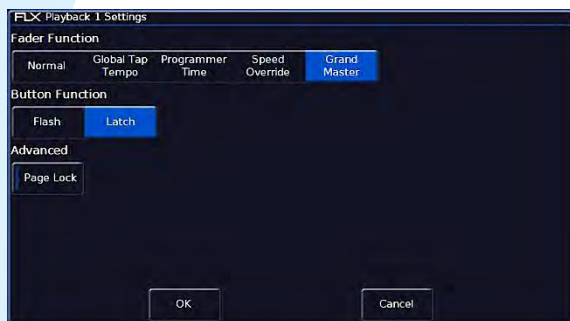 FLX Playback 1 Settings
Fader Function
Normal Global Tap Tempo Programmer Time Speed Override Grand Master
Button Function
Flash Latch
Advanced
Page Lock
OK Cancel